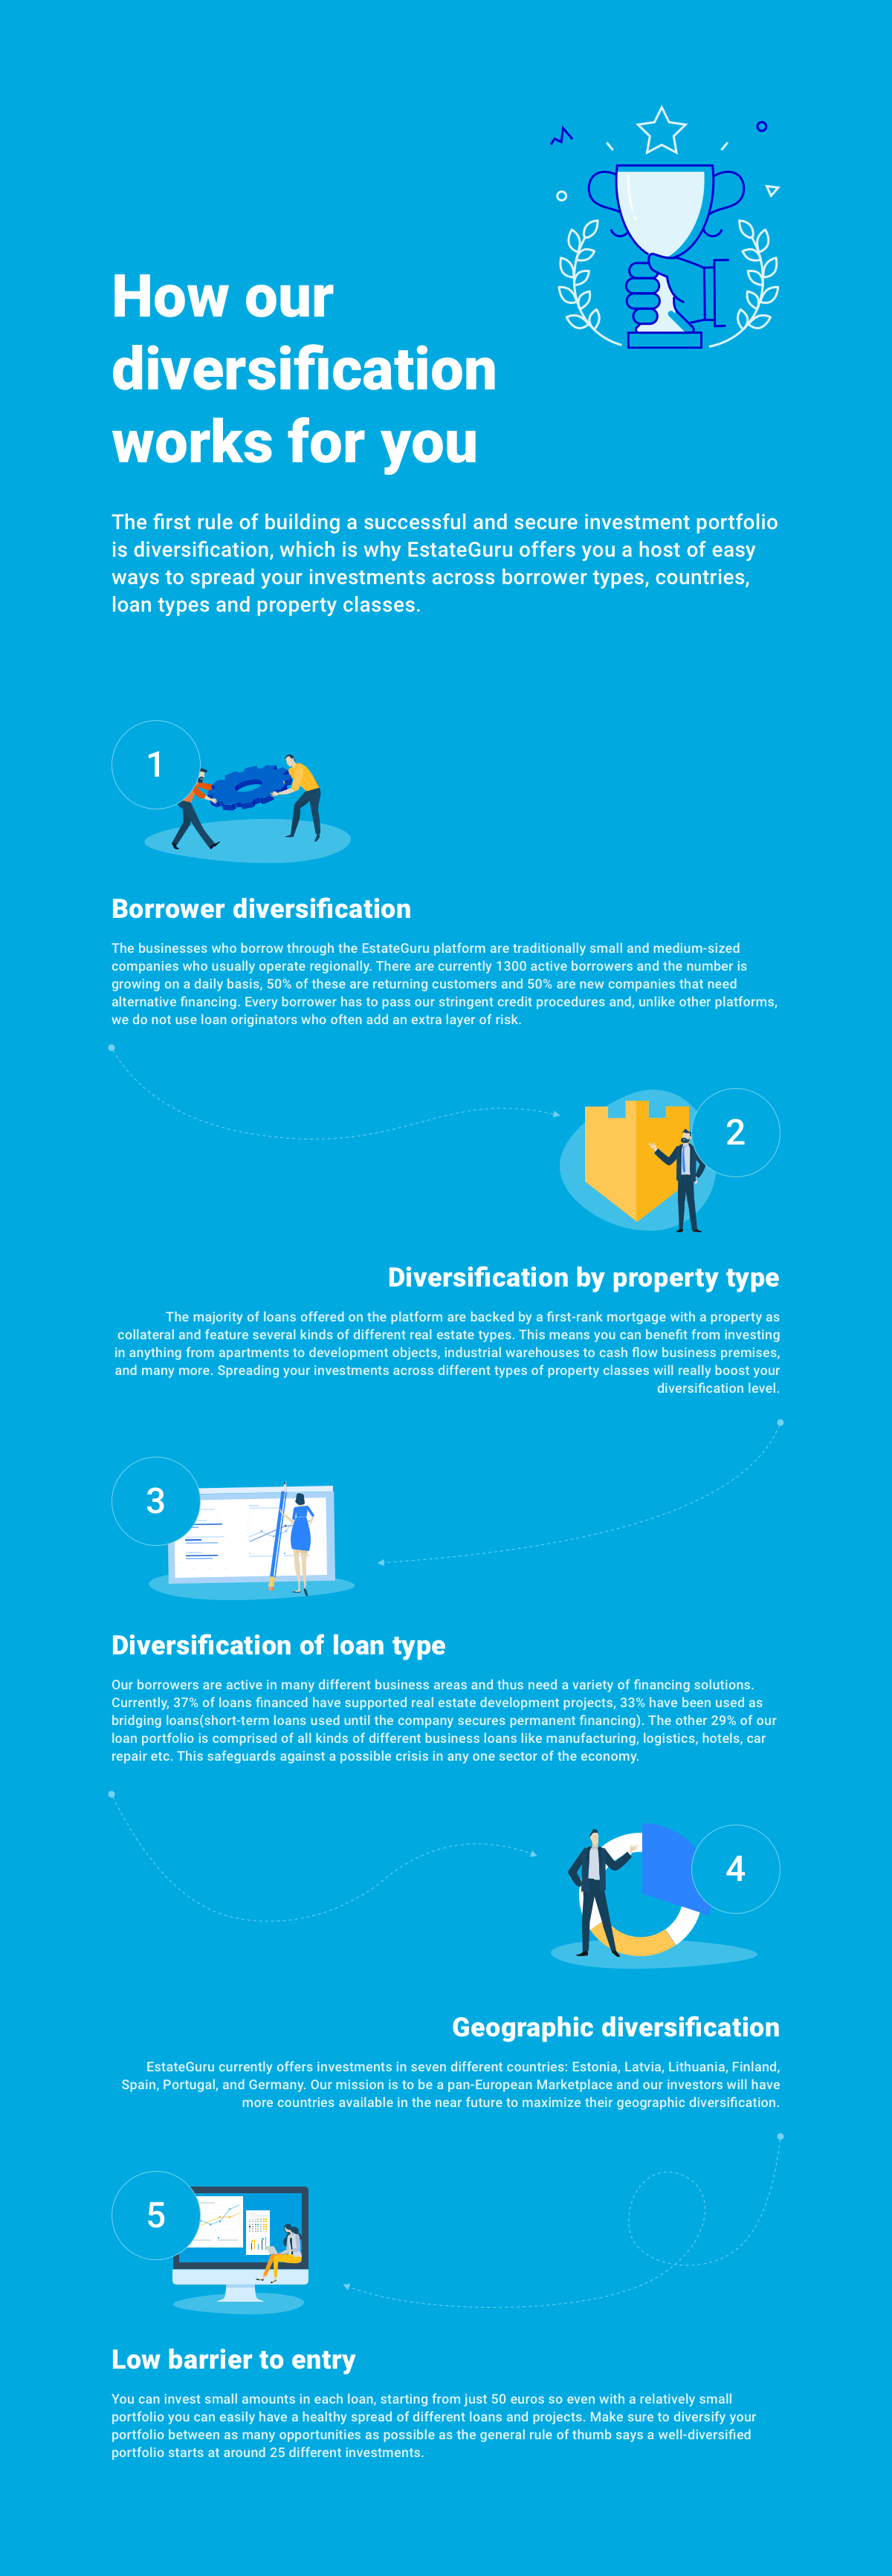 How our
diversification
works for you
The first rule of building a successful and secure investment portfolio
is diversification, which is why EstateGuru offers you a host of easy
ways to spread your investments across borrower types, countries,
loan types and property classes.
1
Borrower diversification
The businesses who borrow through the EstateGuru platform are traditionally small and medium-sized
companies who usually operate regionally. There are currently 1300 active borrowers and the number is
growing on a daily basis, 50% of these are returning customers and 50% are new companies that need
alternative financing. Every borrower has to pass our stringent credit procedures and, unlike other platforms,
we do not use loan originators who often add an extra layer of risk.
2
Diversification by property type
The majority of loans offered on the platform are backed by a first-rank mortgage with a property as
collateral and feature several kinds of different real estate types. This means you can benefit from investing
in anything from apartments to development objects, industrial warehouses to cash flow business premises,
and many more. Spreading your investments across different types of property classes will really boost your
diversification level.
3
Diversification of loan type
Our borrowers are active in many different business areas and thus need a variety of financing solutions.
Currently, 37% of loans financed have supported real estate development projects, 33% have been used as
bridging loans(short-term loans used until the company secures permanent financing). The other 29% of our
loan portfolio is comprised of all kinds of different business loans like manufacturing, logistics, hotels, car
repair etc. This safeguards against a possible crisis in any one sector of the economy.
4
Geographic diversification
EstateGuru currently offers investments in seven different countries: Estonia, Latvia, Lithuania, Finland,
Spain, Portugal, and Germany. Our mission is to be a pan-European Marketplace and our investors will have
more countries available in the near future to maximize their geographic diversification.
5
Low barrier to entry
You can invest small amounts in each loan, starting from just 50 euros so even with a relatively small
portfolio you can easily have a healthy spread of different loans and projects. Make sure to diversify your
portfolio between as many opportunities as possible as the general rule of thumb says a well-diversified
portfolio starts at around 25 different investments.